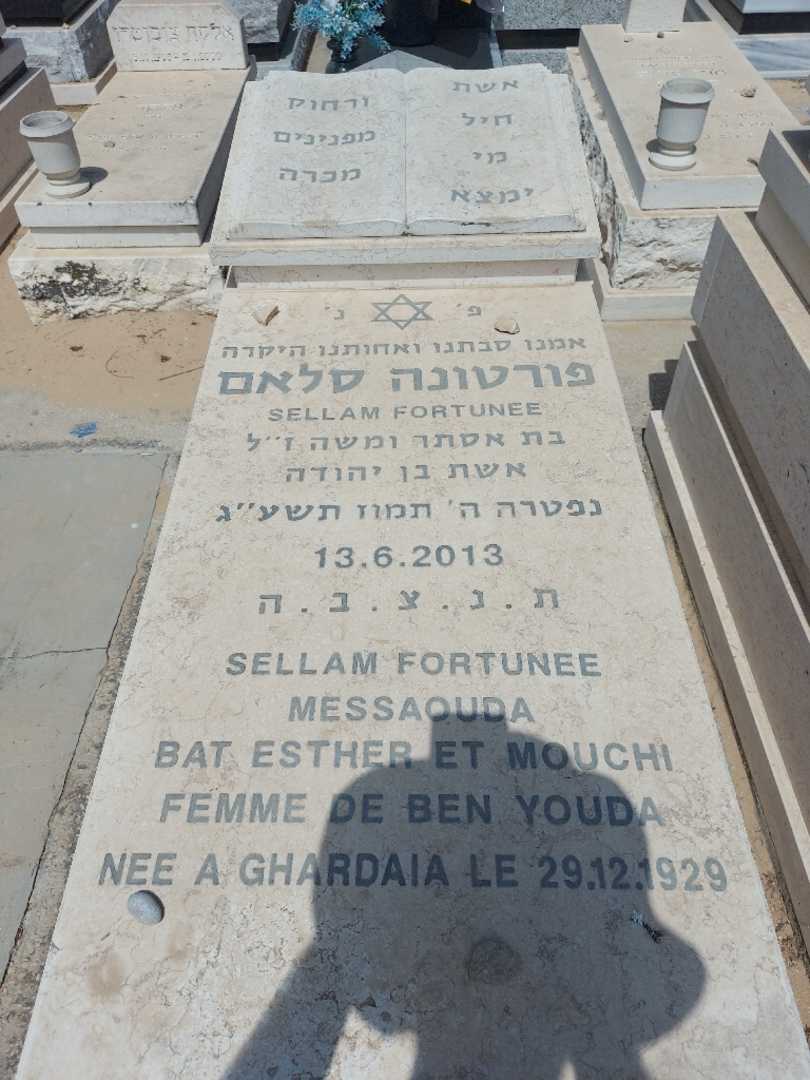 אשת
חיל
מי
ימצא
ורחוק
מפנינים
מכרה
פ' נ'
אמנו סבתנו ואחותנו היקרה
פורטונה סלאם
SELLAM FORTUNEE
בת אסתר ומשה ז''ל
אשת בן יהודה
נפטרה ה' תמוז תשע''ג
13.6.2013
ת . נ . צ . ב . ה
SELLAM FORTUNEE
MESSAOUDA
BAT ESTHER ET MOUCHI
FEMME DE BEN YOUDA
NEE A GHARDAIA LE 29.12.1929